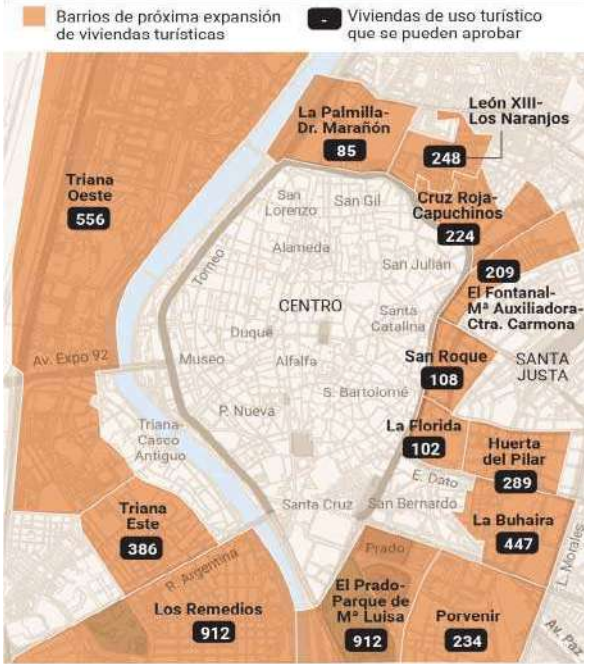 Barrios de próxima expansión
de viviendas turísticas
-
Viviendas de uso turístico
que se pueden aprobar
La Palmilla-
Dr. Marañón
85
León XIII-
Los Naranjos
248
Triana
Oeste
556
San
Lorenzo
San Gil
Cruz Roja-
Capuchinos
224
Alameda
San Julián
Torneo
209
El Fontanal-
Mª Auxiliadora-
Ctra. Carmona
CENTRO
Santa
Catalina
Duque
Av. Expo 92
Museo
Alfalfa
San Roque
108
SANTA
JUSTA
S. Bartolomé
P. Nueva
Triana-
Casco
Antiguo
La Florida
102
Huerta
del Pilar
289
E. Dato
Santa Cruz
San Bernardo
Triana
Este
386
La Buhaira
447
L. Morales
Prado
R. Argentina
Los Remedios
912
El Prado-
Parque de
Mª Luisa
912
Porvenir
234
Av. Paz